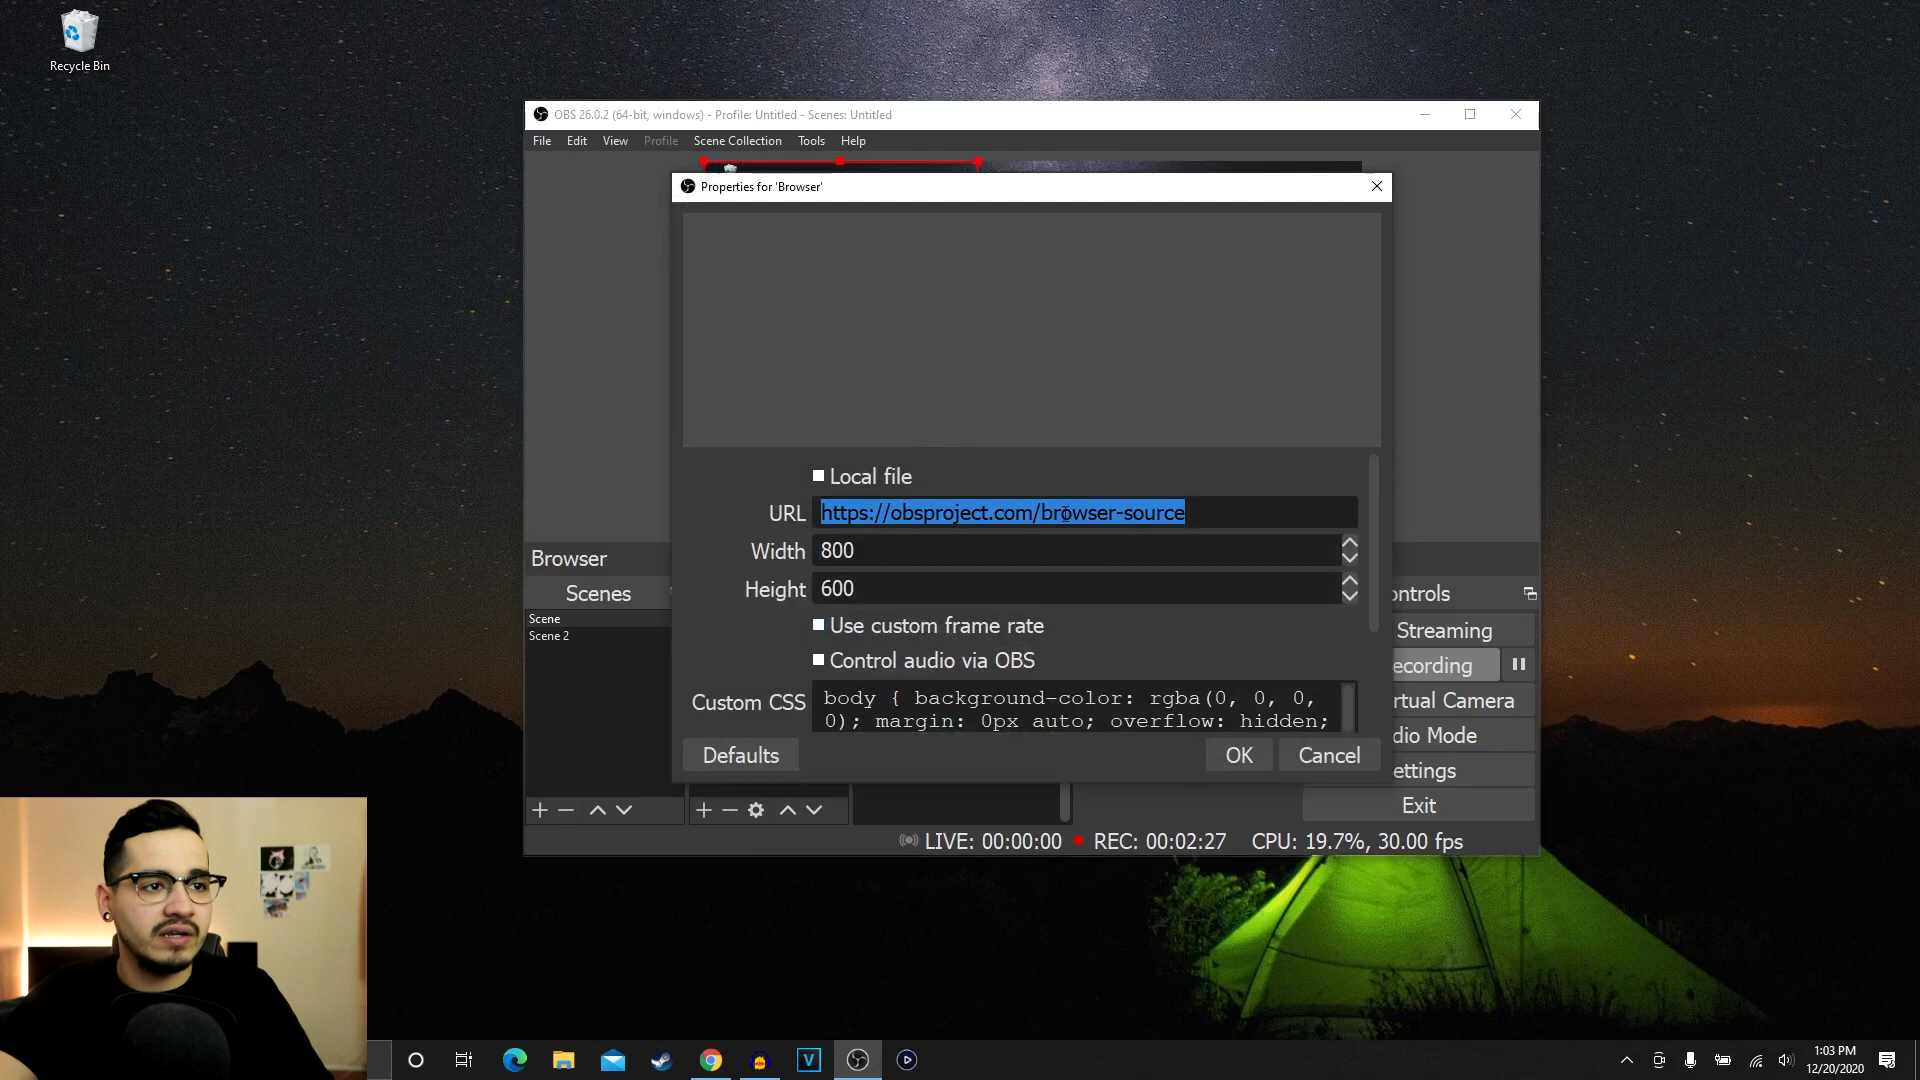 Recycle Bin
OBS 26.0.2 (64-bit, windows) - Profile: Untitled - Scenes: Untitled
File Edit View Profile Scene Collection Tools Help
Properties for 'Browser'
Local file
URL https://obsproject.com/browser-source
Width 800
Height 600
Use custom frame rate
Control audio via OBS
Custom CSS body { background-color: rgba(0, 0, 0,
0); margin: 0px auto; overflow: hidden;
Defaults OK Cancel
Browser
Scenes
Scene
Scene 2
ontrols
Streaming
ecording
rtual Camera
dio Mode
ettings
Exit
LIVE: 00:00:00 REC: 00:02:27 CPU: 19.7%, 30.00 fps
V
1:03 PM
12/20/2020